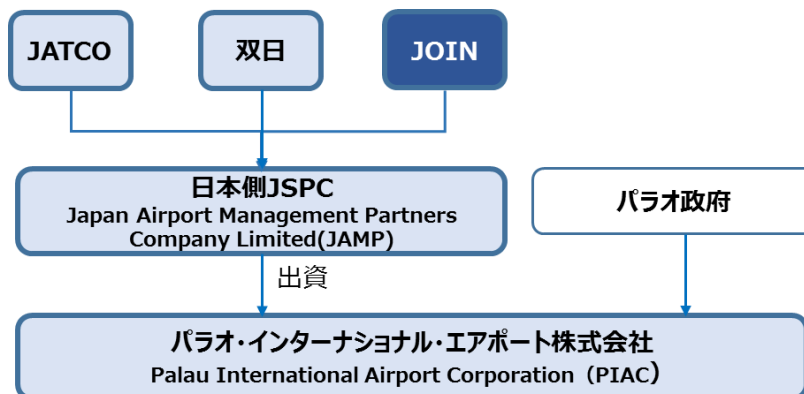 JATCO
双日
JOIN
日本側JSPC
Japan Airport Management Partners
Company Limited(JAMP)
パラオ政府
出資
パラオ・インターナショナル・エアポート株式会社
Palau International Airport Corporation（PIAC）